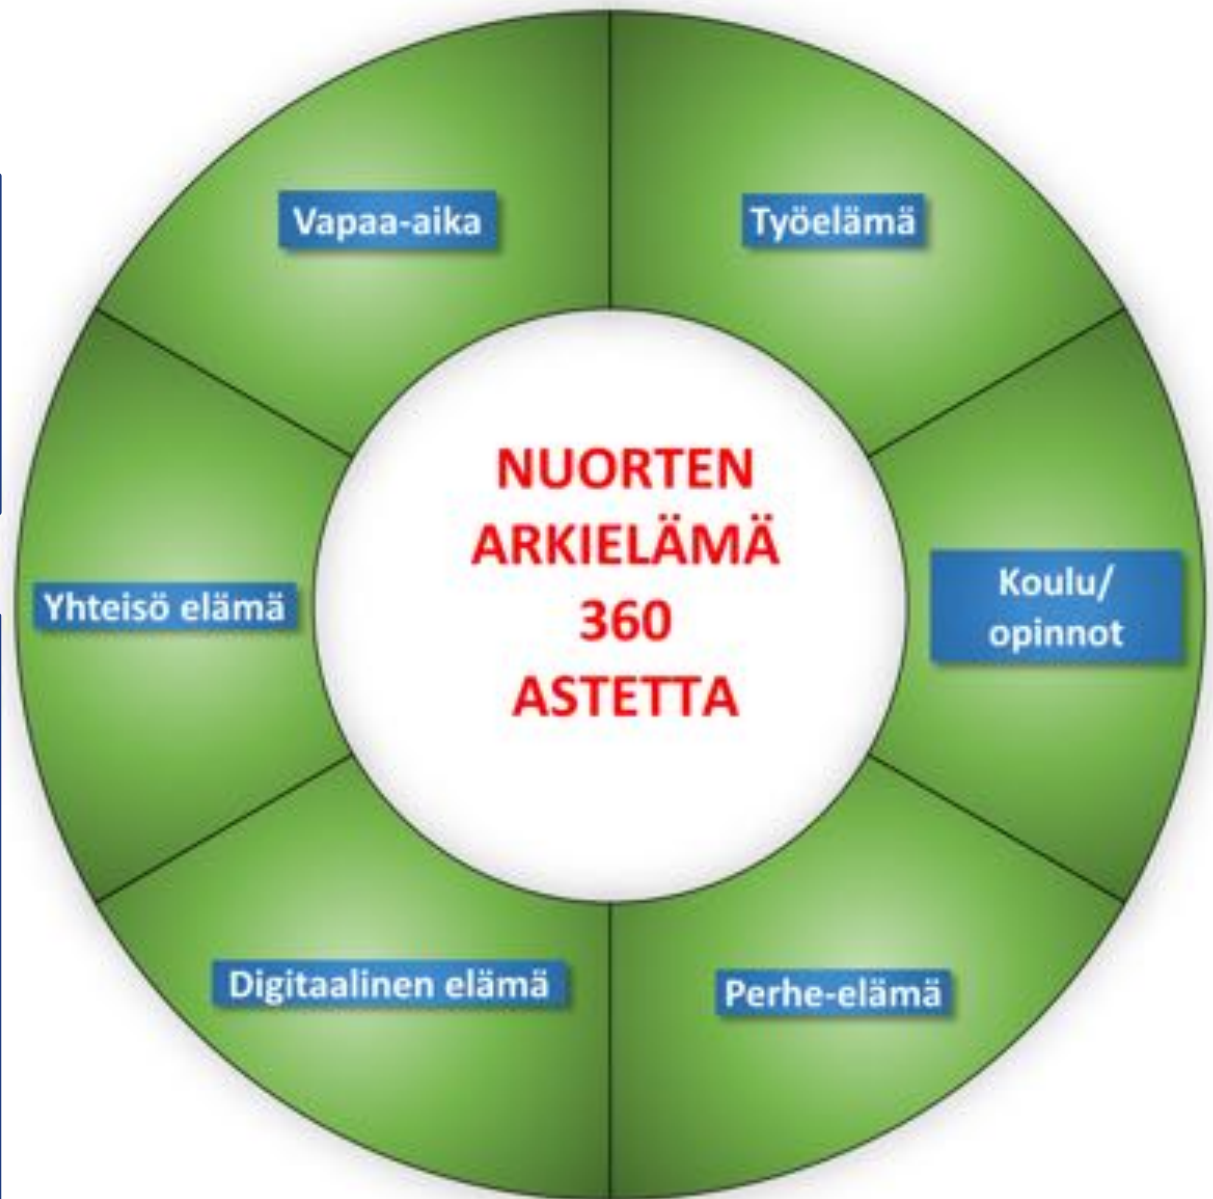 Vapaa-aika
Työelämä
NUORTEN
ARKIELÄMÄ
360
ASTETTA
Koulu/
opinnot
Yhteisö elämä
Digitaalinen elämä
Perhe-elämä